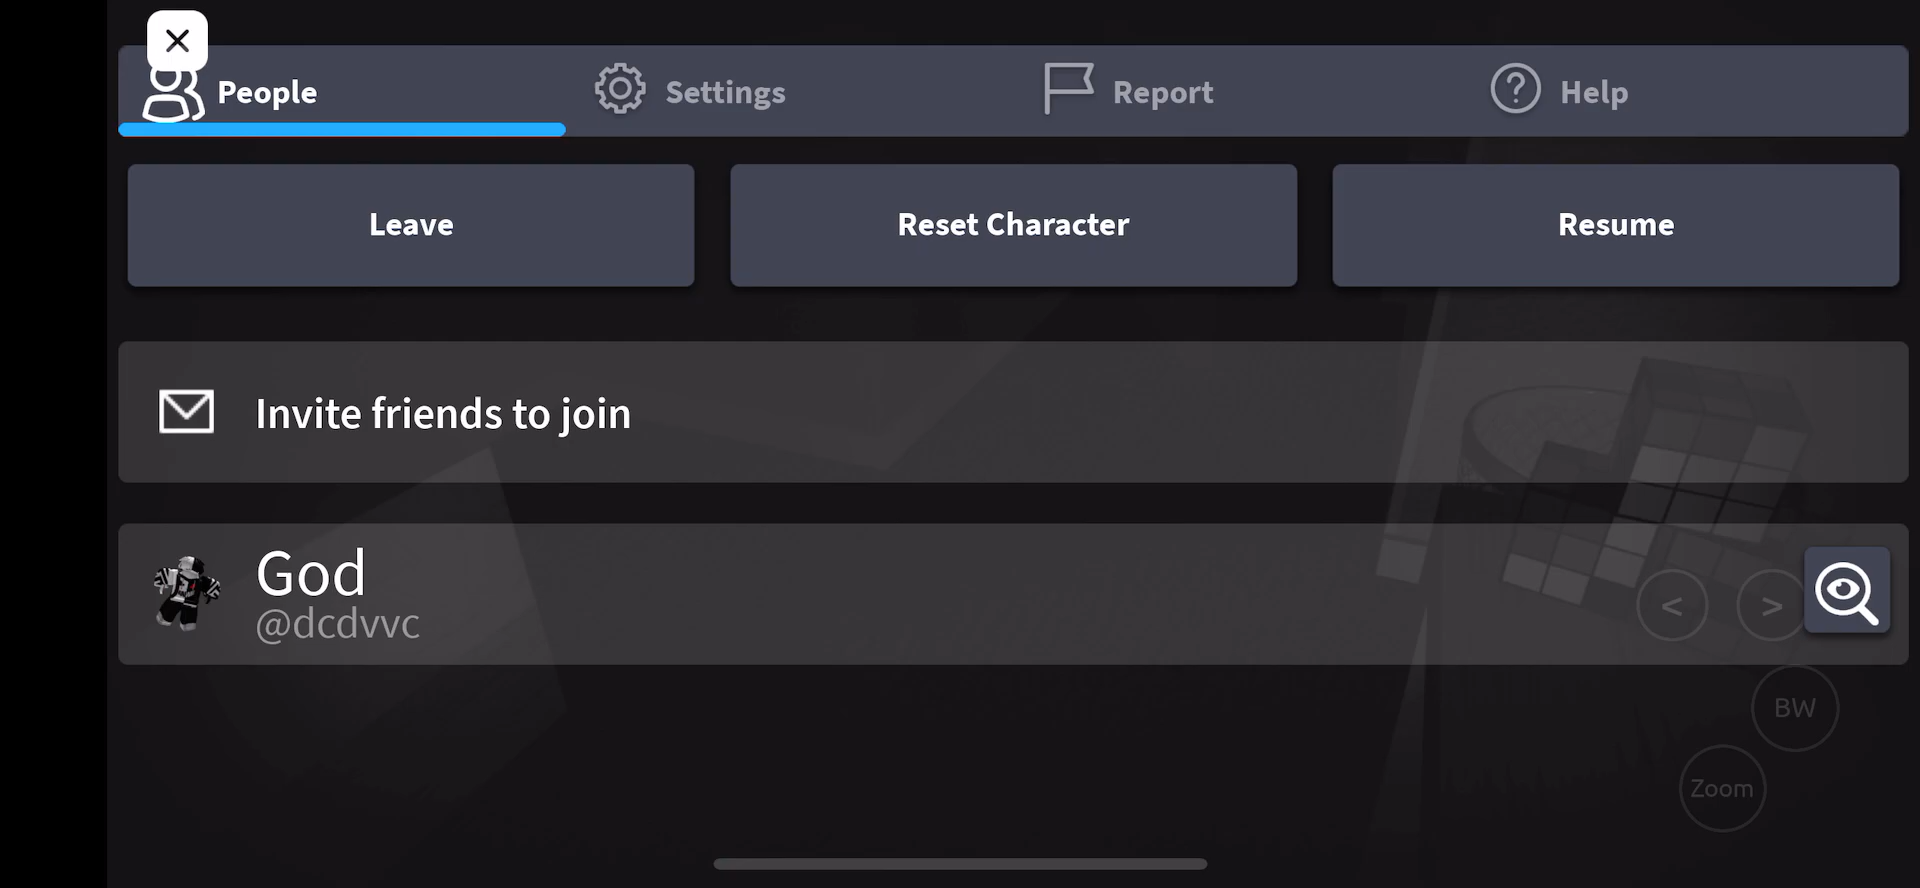 People
Settings
Report
Help
Leave
Reset Character
Resume
Invite friends to join
God
@dcdvvc
<
>
BW
Zoom